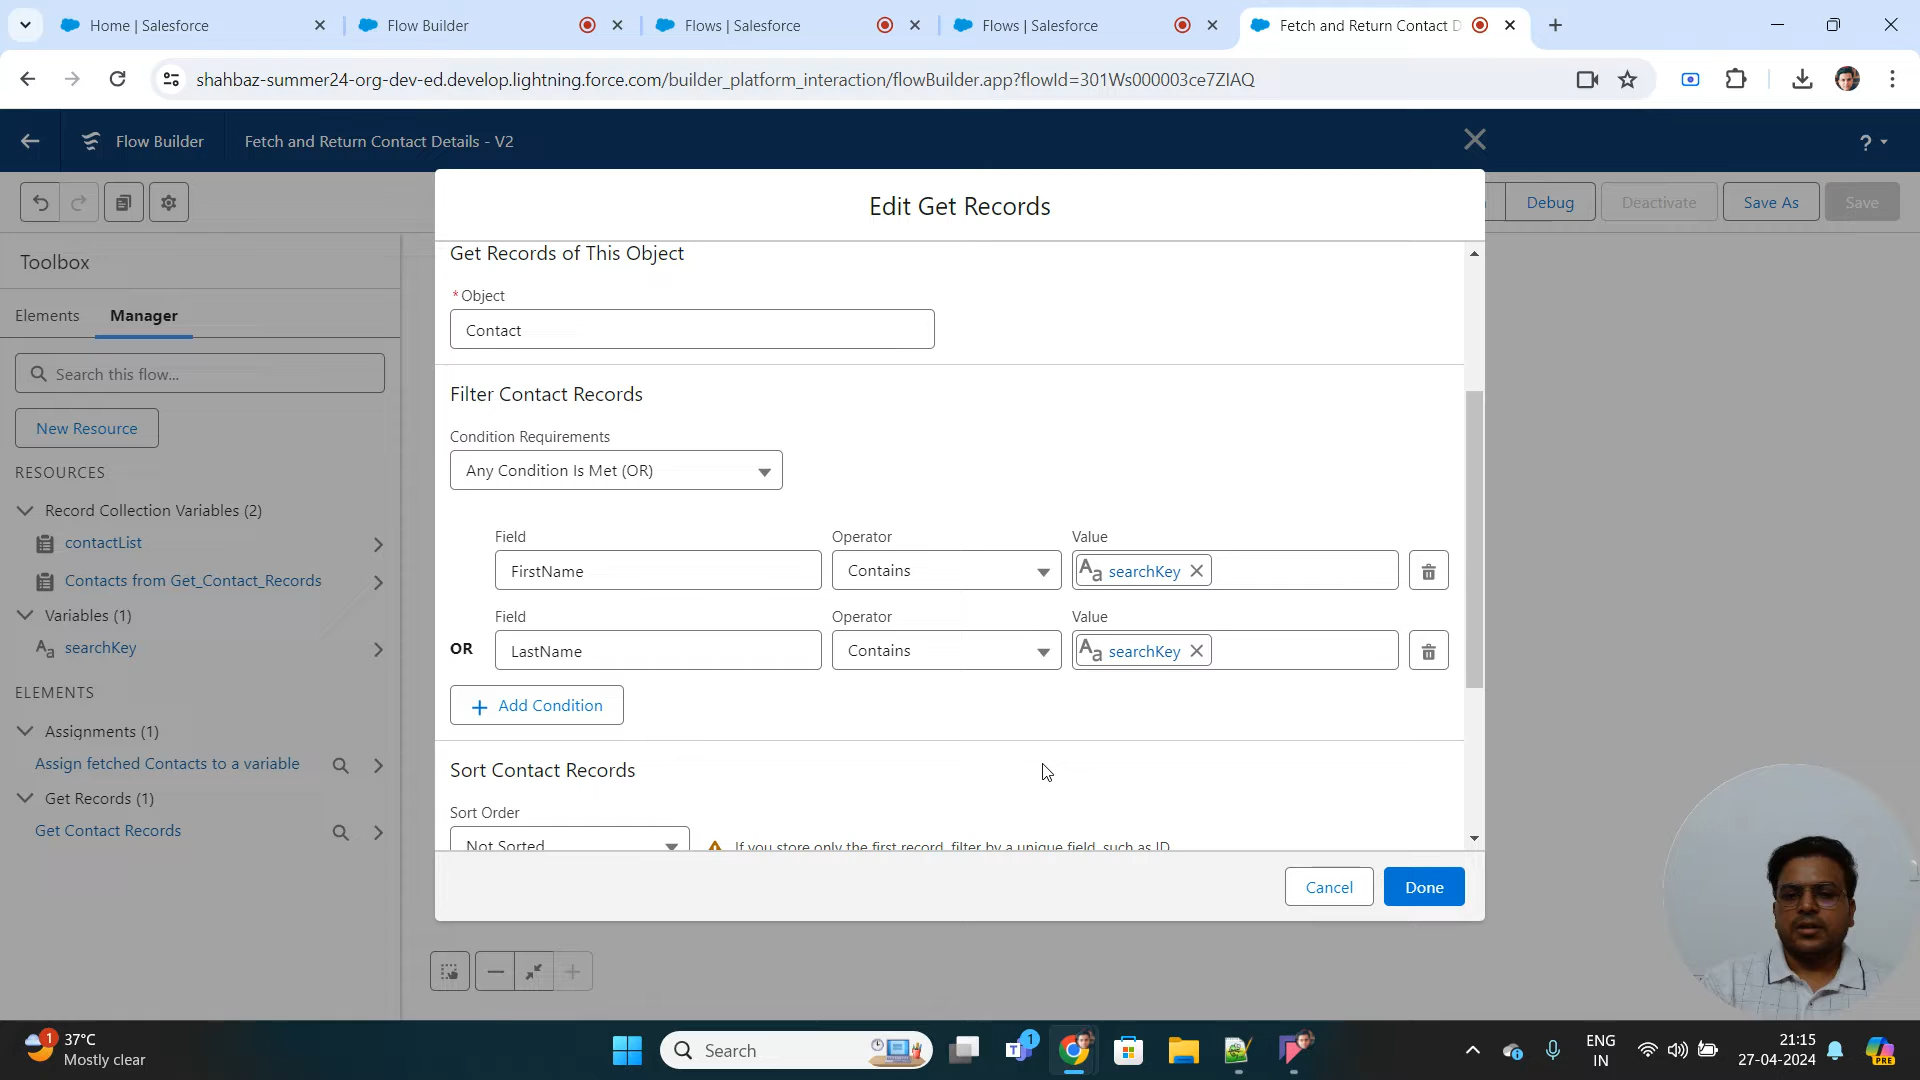 Home | Salesforce
Flow Builder
Flows | Salesforce
Flows | Salesforce
Fetch and Return Contact D
shahbaz-summer24-org-dev-ed.develop.lightning.force.com/builder_platform_interaction/flowBuilder.app?flowId=301Ws000003ce7ZIAQ
Flow Builder
Fetch and Return Contact Details - V2
?
Debug
Deactivate
Save As
Save
Toolbox
Elements
Manager
Search this flow...
New Resource
RESOURCES
Record Collection Variables (2)
contactList
Contacts from Get_Contact_Records
Variables (1)
Aa searchKey
ELEMENTS
Assignments (1)
Assign fetched Contacts to a variable
Get Records (1)
Get Contact Records
Edit Get Records
Get Records of This Object
* Object
Contact
Filter Contact Records
Condition Requirements
Any Condition Is Met (OR)
Field Operator Value
FirstName Contains Aa searchKey
Field Operator Value
OR LastName Contains Aa searchKey
+ Add Condition
Sort Contact Records
Sort Order
Not Sorted
If you store only the first record, filter by a unique field, such as ID.
Cancel
Done
1
37°C
Mostly clear
Search
1
ENG
IN
21:15
27-04-2024
PRE